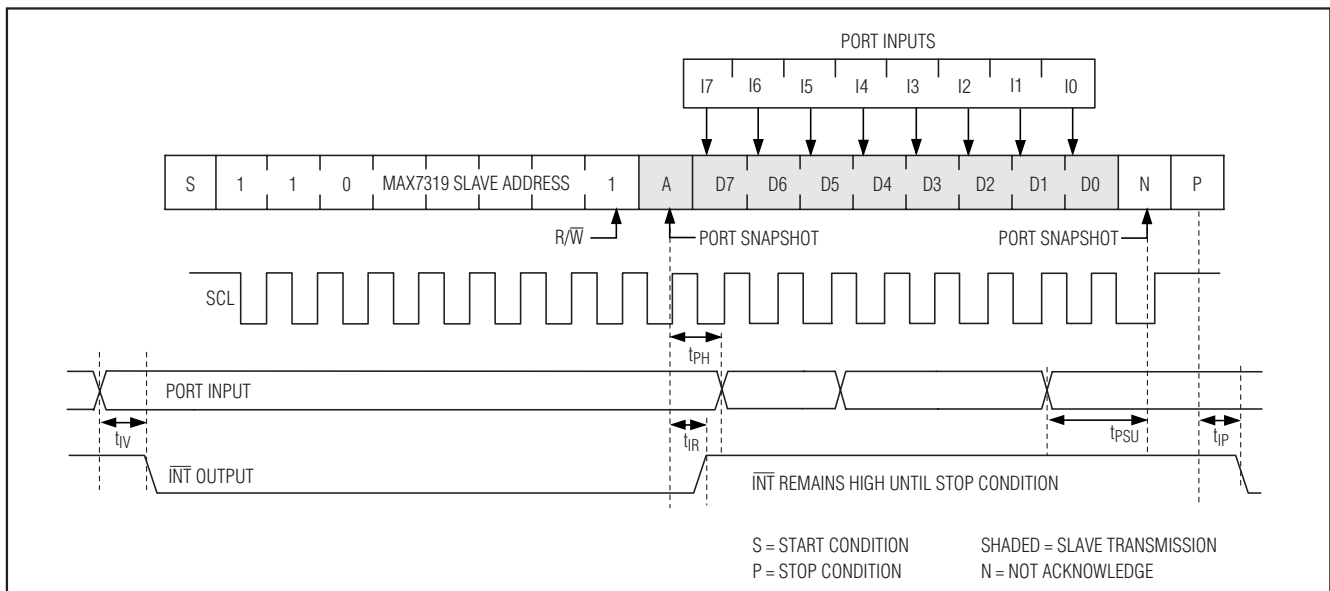 PORT INPUTS
I7 I6 I5 I4 I3 I2 I1 I0
S 1 1 0 MAX7319 SLAVE ADDRESS 1 A D7 D6 D5 D4 D3 D2 D1 D0 N P
R/W̅ PORT SNAPSHOT PORT SNAPSHOT
SCL
tPH
PORT INPUT
tIV tIR tPSU tIP
I̅N̅T̅ OUTPUT I̅N̅T̅ REMAINS HIGH UNTIL STOP CONDITION
S = START CONDITION SHADED = SLAVE TRANSMISSION
P = STOP CONDITION N = NOT ACKNOWLEDGE